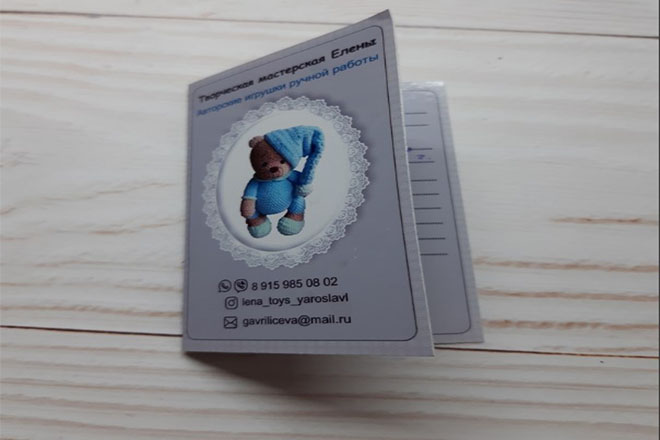 Творческая мастерская Елены
Авторские игрушки ручной работы
8 915 985 08 02
lena_toys_yaroslavl
gavriliceva@mail.ru